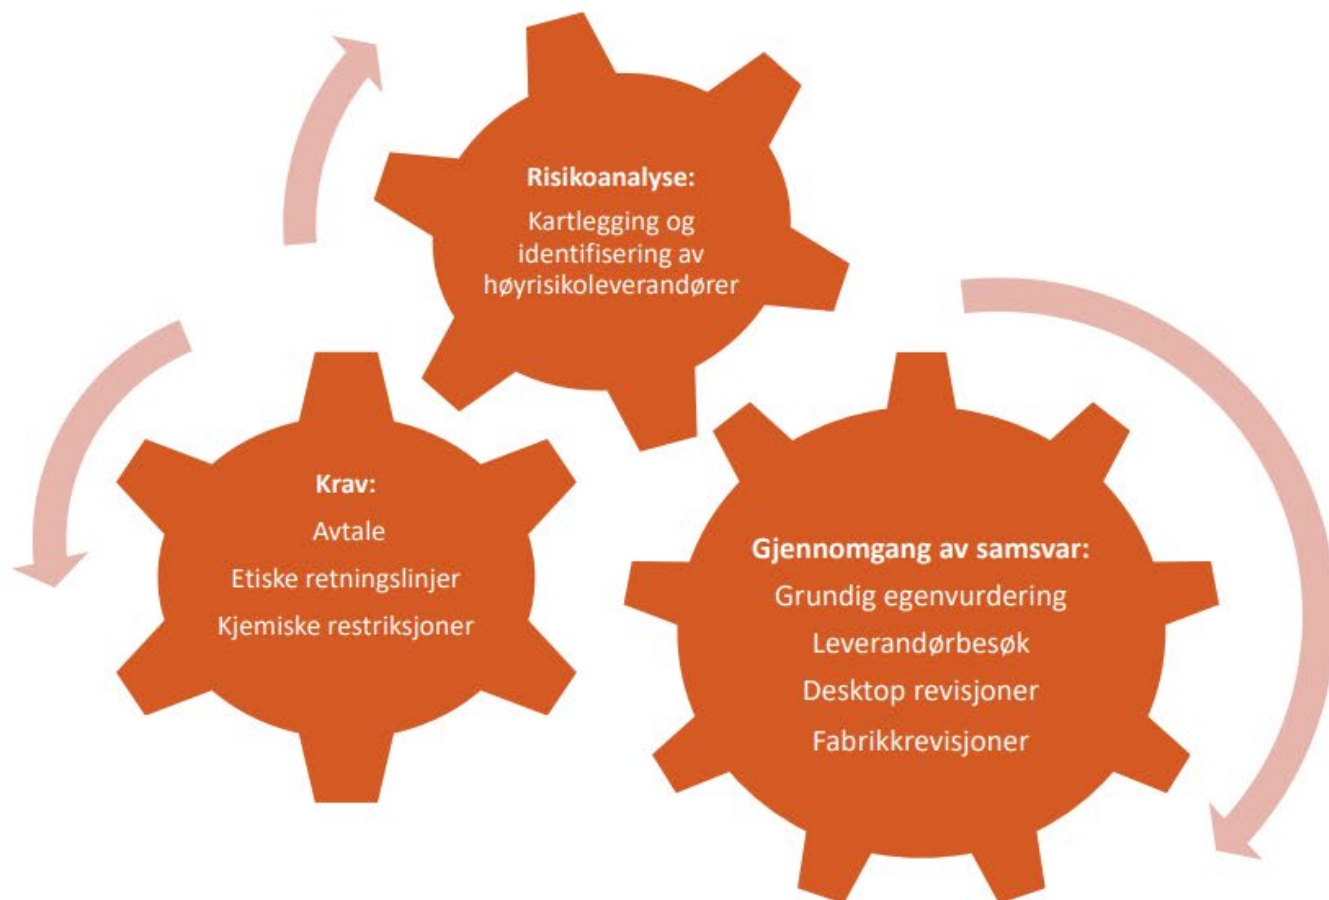 Risikoanalyse:
Kartlegging og
identifisering av
høyrisikoleverandører
Krav:
Avtale
Etiske retningslinjer
Kjemiske restriksjoner
Gjennomgang av samsvar:
Grundig egenvurdering
Leverandørbesøk
Desktop revisjoner
Fabrikkrevisjoner